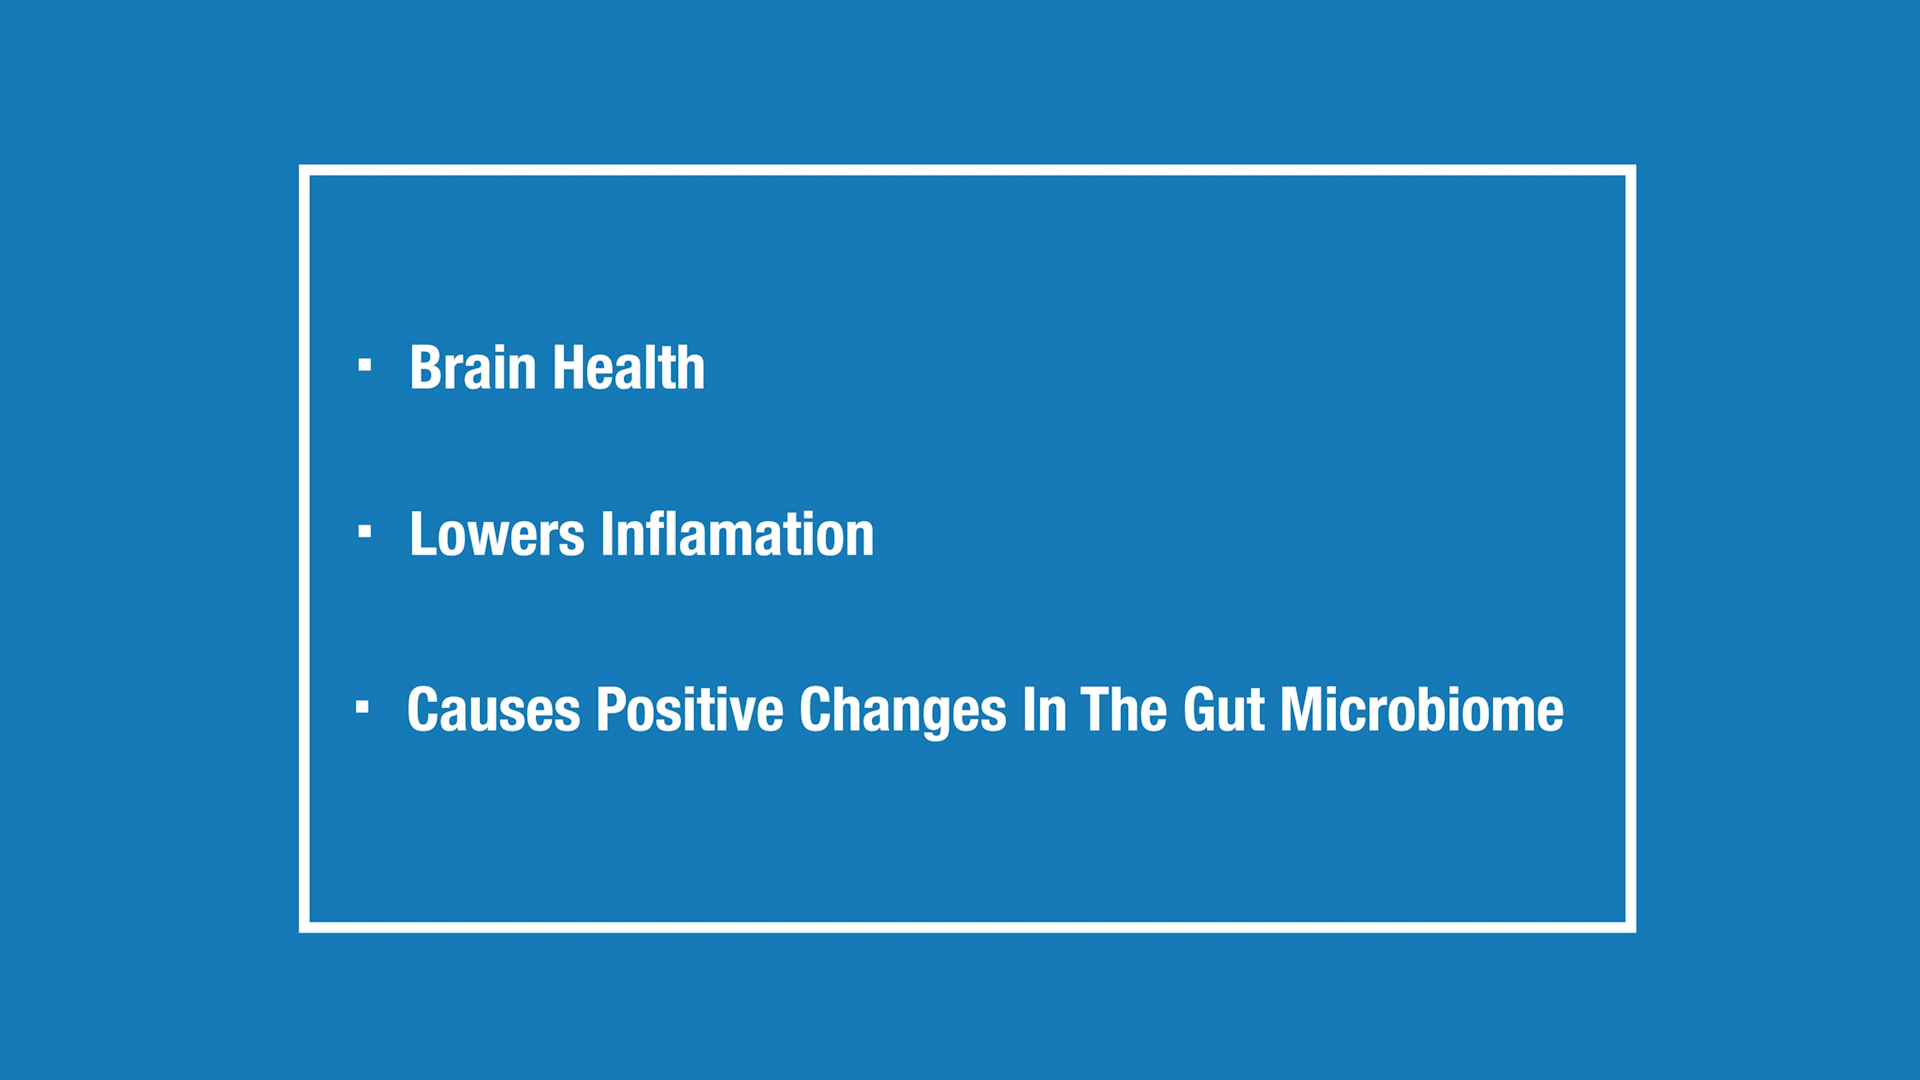 ▪ Brain Health
▪ Lowers Inflamation
▪ Causes Positive Changes In The Gut Microbiome